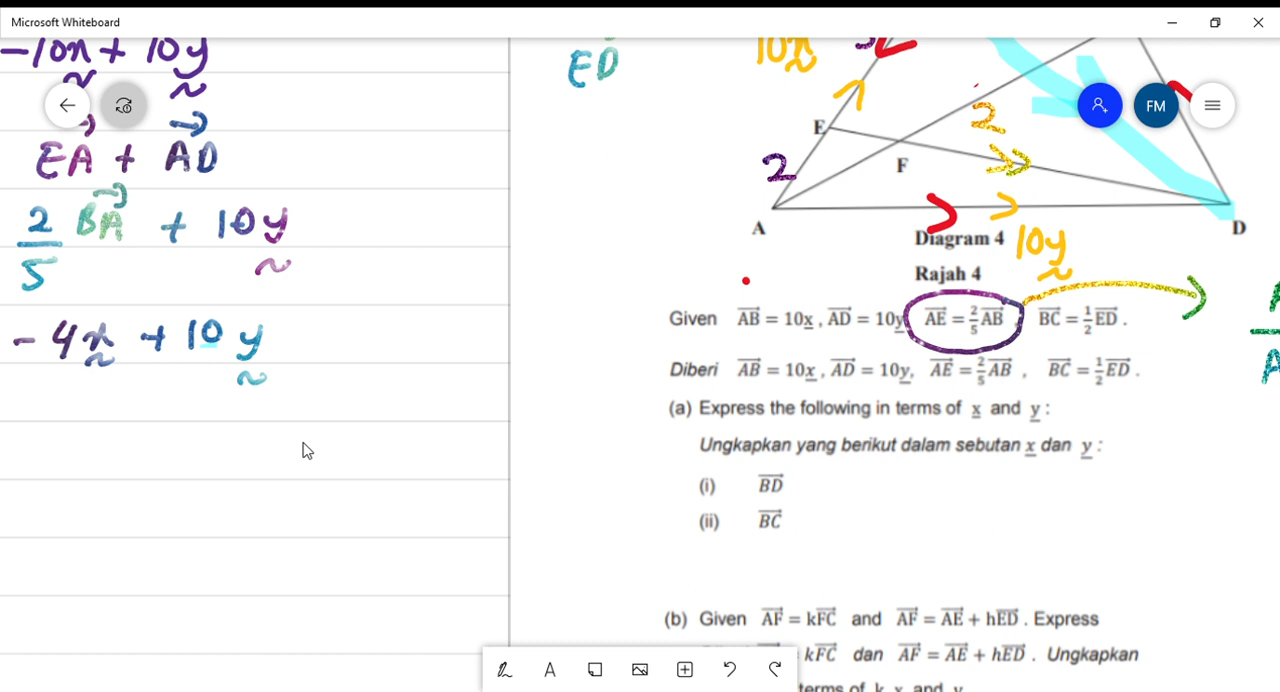 Microsoft Whiteboard
-10x + 10y
EA + AD
2/5 BA + 10y
-4x + 10y
ED
10x
E
2
2
F
FM
A
D
Diagram 4
10y
Rajah 4
Given AB = 10x , AD = 10y, AE = 2/5 AB , BC = 1/2 ED .
Diberi AB = 10x , AD = 10y, AE = 2/5 AB , BC = 1/2 ED .
(a) Express the following in terms of x and y :
Ungkapkan yang berikut dalam sebutan x dan y :
(i) BD
(ii) BC
(b) Given AF = kFC and AF = AE + hED . Express
kFC dan AF = AE + hED . Ungkapkan
terms of k, x and y